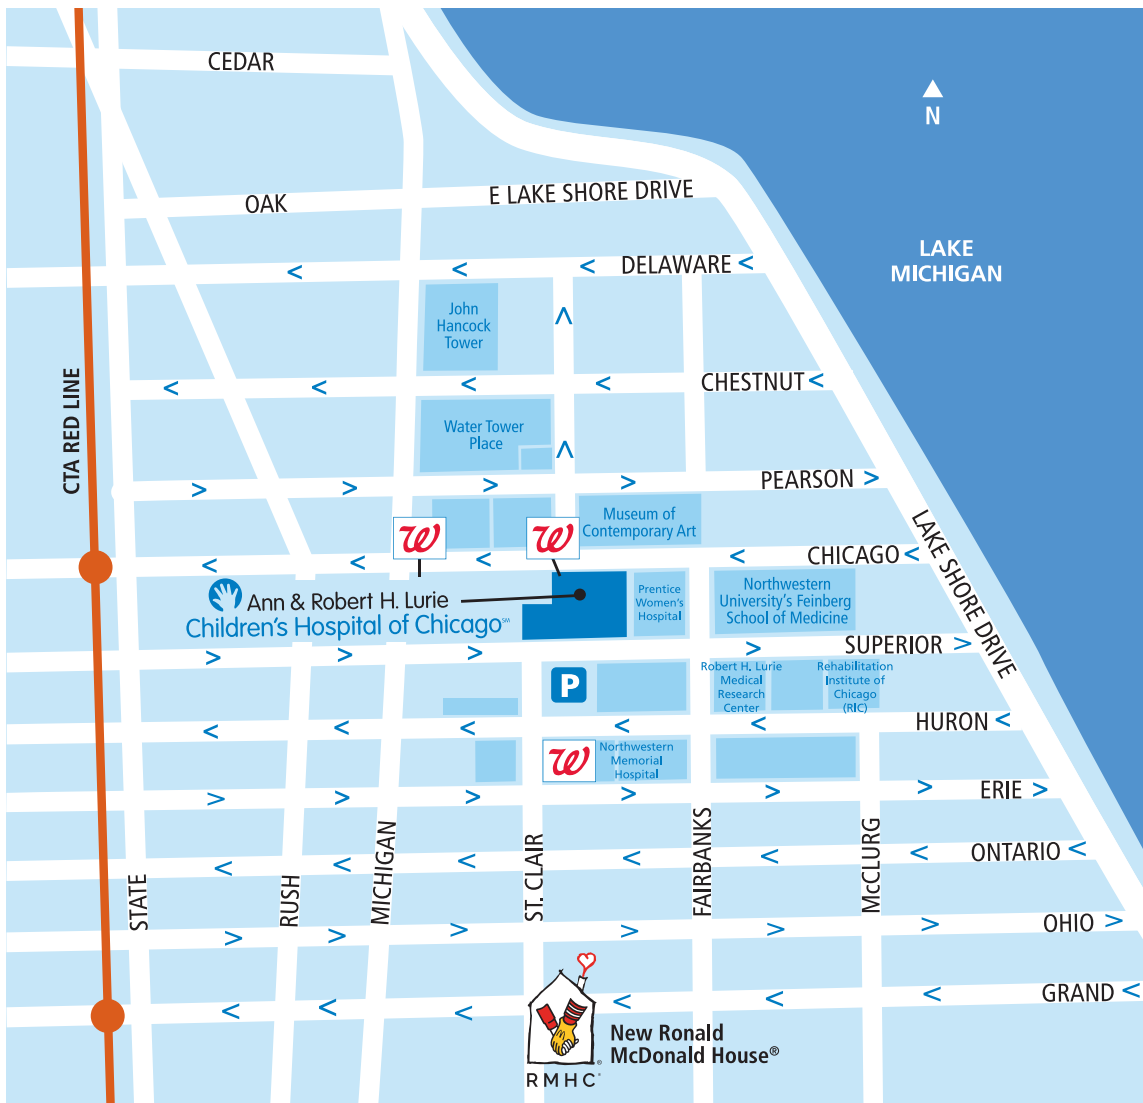 CEDAR
N
OAK
E LAKE SHORE DRIVE
LAKE
MICHIGAN
DELAWARE
John
Hancock
Tower
CHESTNUT
CTA RED LINE
Water Tower
Place
PEARSON
Museum of
Contemporary Art
W
W
CHICAGO
LAKE SHORE DRIVE
Ann & Robert H. Lurie
Children's Hospital of Chicago℠
Prentice
Women's
Hospital
Northwestern
University's Feinberg
School of Medicine
SUPERIOR
P
Robert H. Lurie
Medical
Research
Center
Rehabilitation
Institute of
Chicago
(RIC)
HURON
W
Northwestern
Memorial
Hospital
ERIE
STATE
RUSH
MICHIGAN
ST. CLAIR
FAIRBANKS
McCLURG
ONTARIO
OHIO
GRAND
New Ronald
McDonald House®
RMHC®